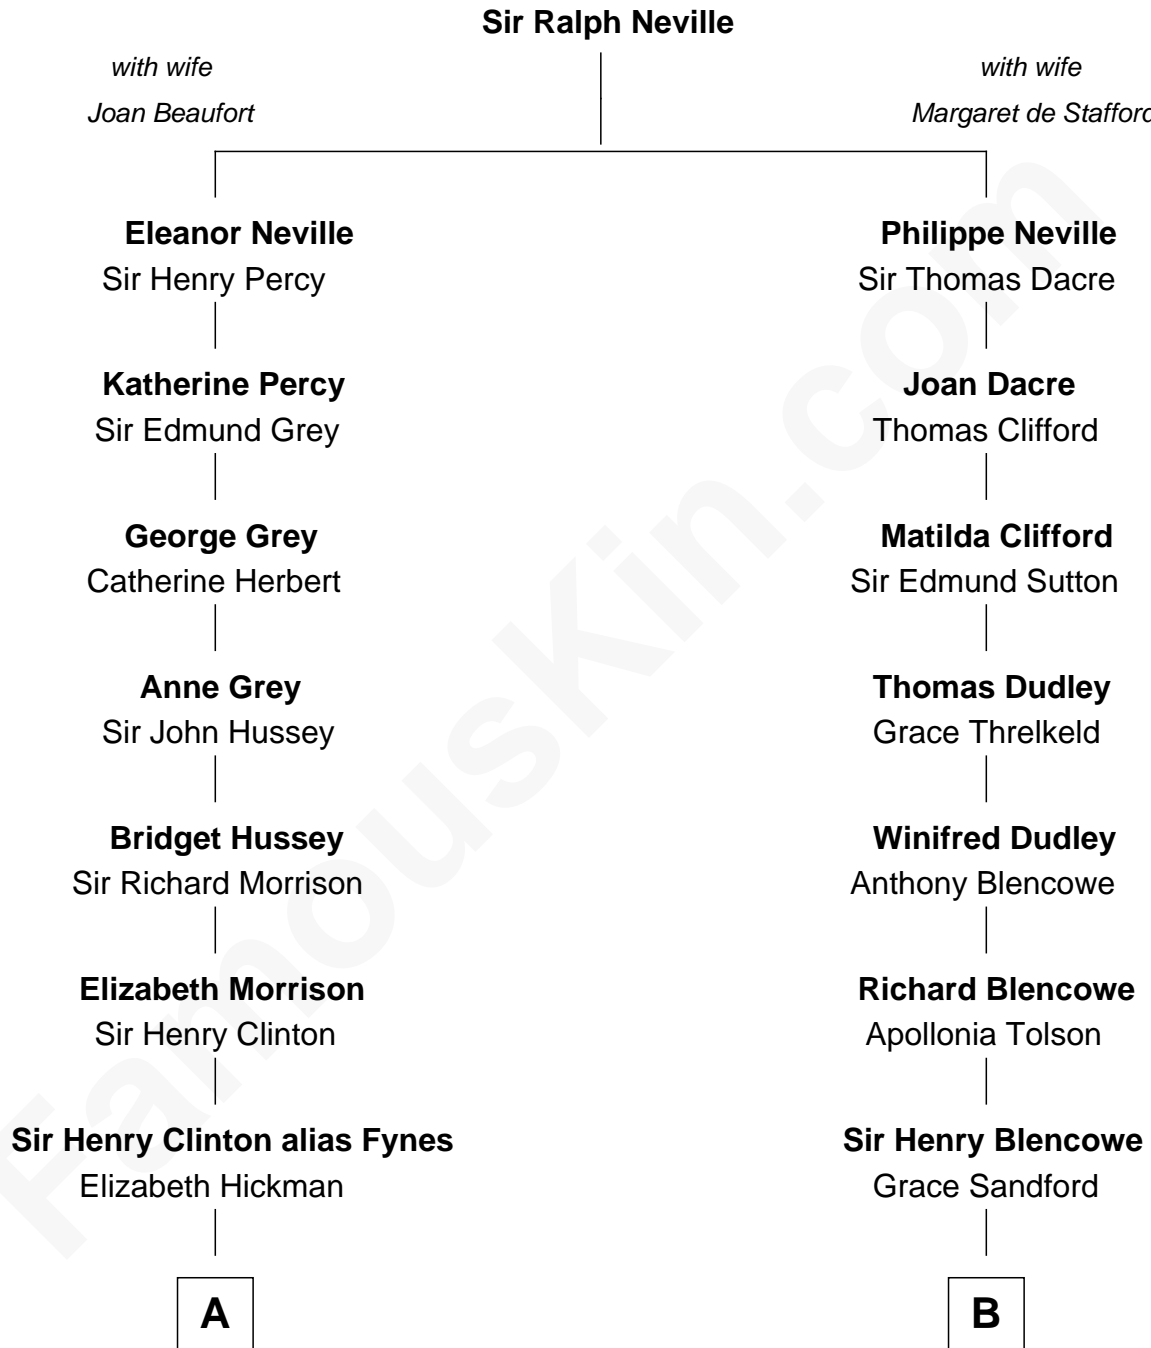 Sir Ralph Neville
with wife
Joan Beaufort
with wife
Margaret de Stafford
Eleanor Neville
Sir Henry Percy
Philippe Neville
Sir Thomas Dacre
Katherine Percy
Sir Edmund Grey
Joan Dacre
Thomas Clifford
George Grey
Catherine Herbert
Matilda Clifford
Sir Edmund Sutton
Anne Grey
Sir John Hussey
Thomas Dudley
Grace Threlkeld
Bridget Hussey
Sir Richard Morrison
Winifred Dudley
Anthony Blencowe
Elizabeth Morrison
Sir Henry Clinton
Richard Blencowe
Apollonia Tolson
Sir Henry Clinton alias Fynes
Elizabeth Hickman
Sir Henry Blencowe
Grace Sandford
A
B
FamousKin.com